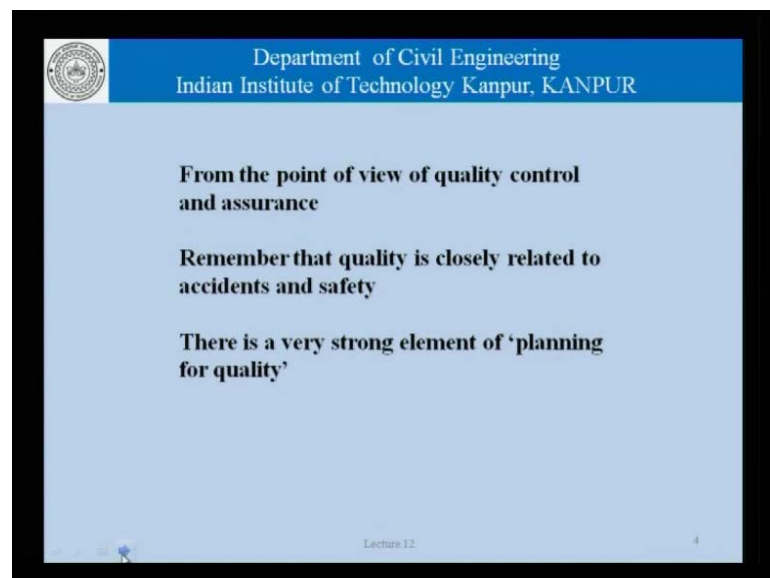 Department of Civil Engineering
Indian Institute of Technology Kanpur, KANPUR
From the point of view of quality control
and assurance
Remember that quality is closely related to
accidents and safety
There is a very strong element of ‘planning
for quality’
Lecture 12
4